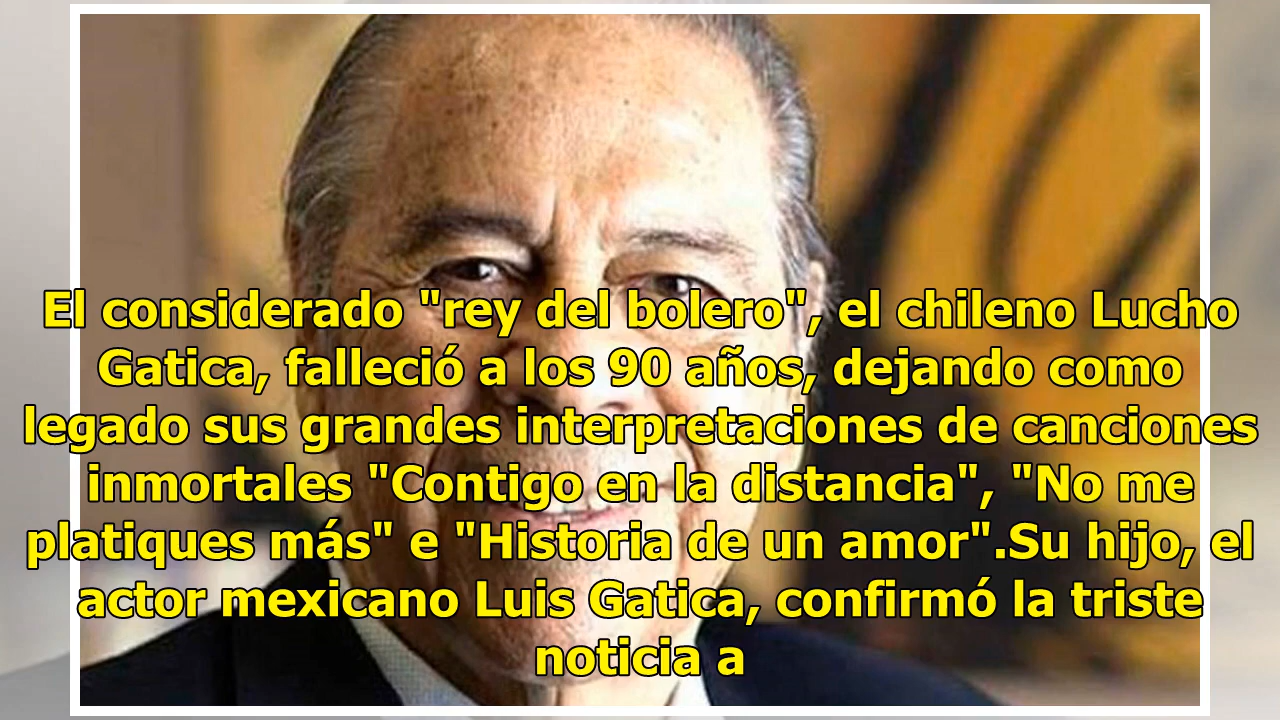 El considerado "rey del bolero", el chileno Lucho
Gatica, falleció a los 90 años, dejando como
legado sus grandes interpretaciones de canciones
inmortales "Contigo en la distancia", "No me
platiques más" e "Historia de un amor".Su hijo, el
actor mexicano Luis Gatica, confirmó la triste
noticia a